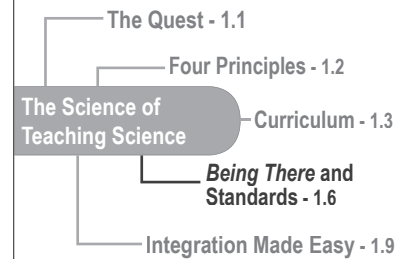 The Quest - 1.1
Four Principles - 1.2
The Science of
Teaching Science
Curriculum - 1.3
Being There and
Standards - 1.6
Integration Made Easy - 1.9